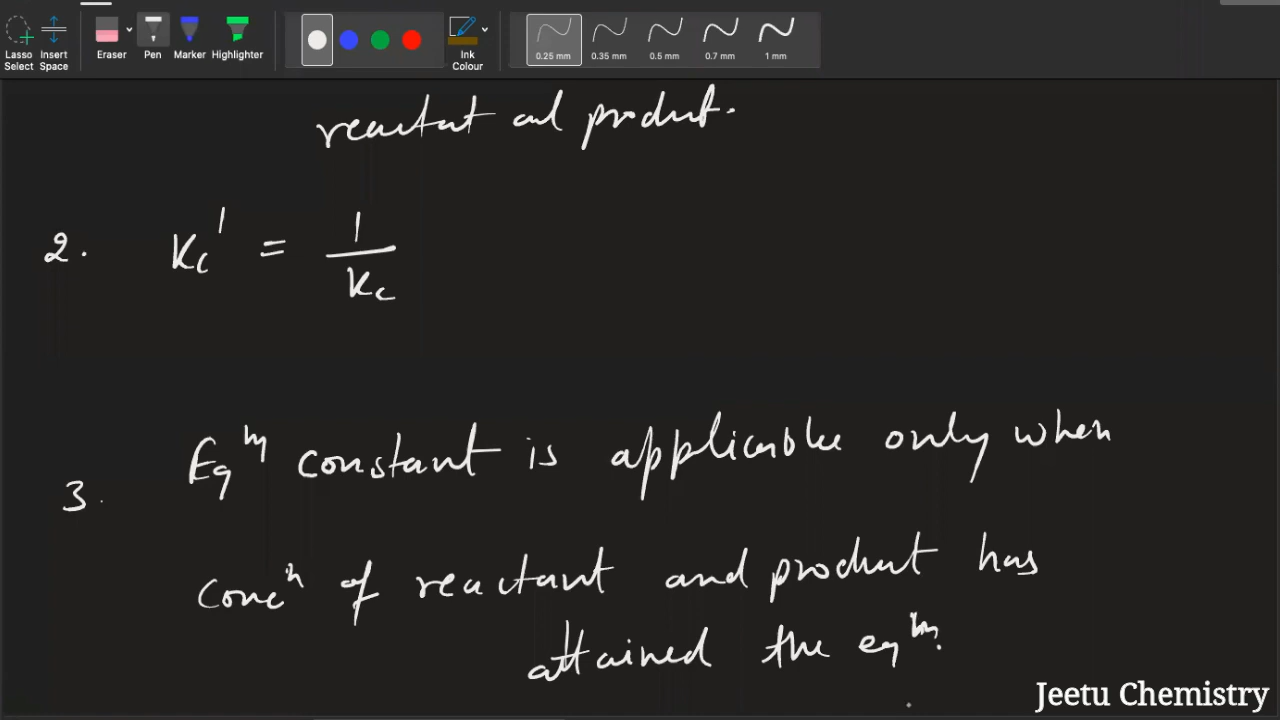 Lasso Select
Insert Space
Eraser
Pen
Marker
Highlighter
Ink Colour
0.25 mm
0.35 mm
0.5 mm
0.7 mm
1 mm
reactant and product.
2. Kc' = 1/Kc
3. Eqᵐ constant is applicable only when
concⁿ of reactant and product has
attained the eqᵐ.
Jeetu Chemistry